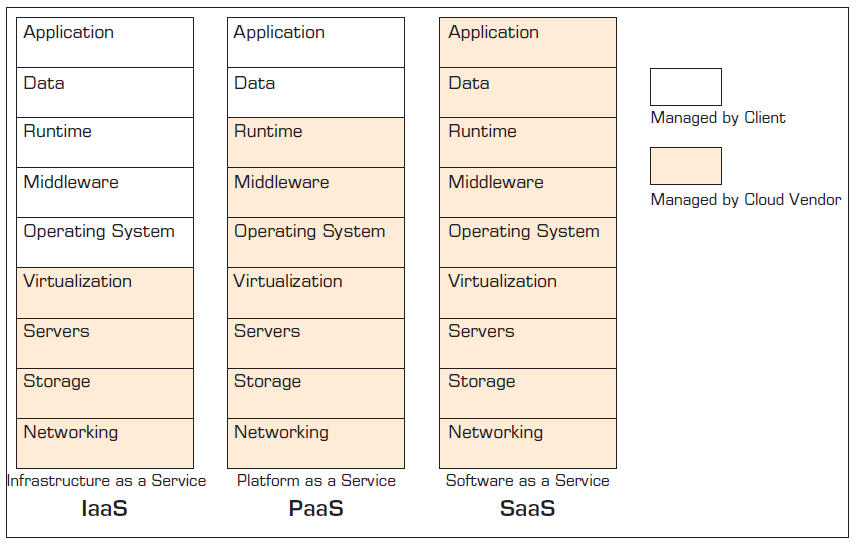 Application
Data
Runtime
Middleware
Operating System
Virtualization
Servers
Storage
Networking
Infrastructure as a Service
IaaS
Application
Data
Runtime
Middleware
Operating System
Virtualization
Servers
Storage
Networking
Platform as a Service
PaaS
Application
Data
Runtime
Middleware
Operating System
Virtualization
Servers
Storage
Networking
Software as a Service
SaaS
Managed by Client
Managed by Cloud Vendor